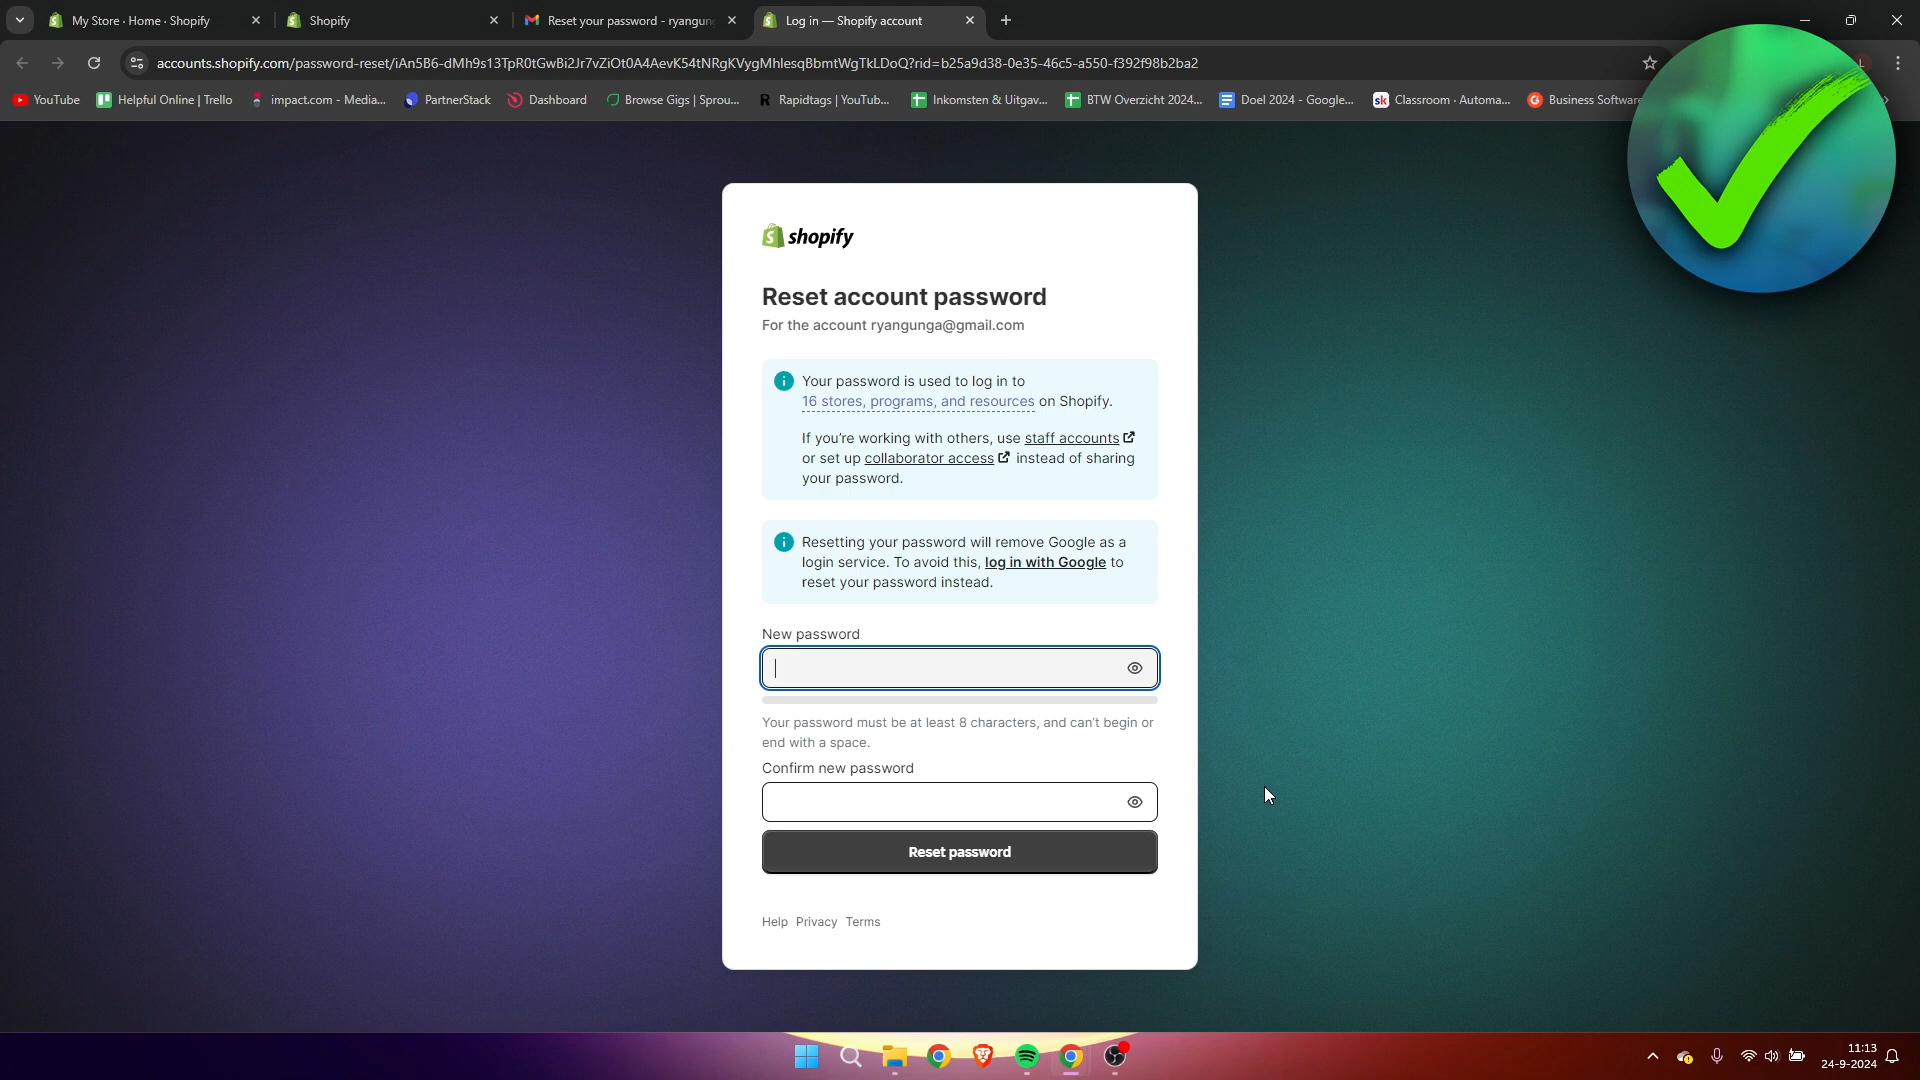 My Store · Home · Shopify
Shopify
Reset your password - ryangung
Log in — Shopify account
accounts.shopify.com/password-reset/iAn5B6-dMh9s13TpR0tGwBi2Jr7vZiOt0A4AevK54tNRgKVygMhlesqBbmtWgTkLDoQ?rid=b25a9d38-0e35-46c5-a550-f392f98b2ba2
YouTube
Helpful Online | Trello
impact.com - Media...
PartnerStack
Dashboard
Browse Gigs | Sprou...
Rapidtags | YouTub...
Inkomsten & Uitgav...
BTW Overzicht 2024...
Doel 2024 - Google...
Classroom · Automa...
Business Software
shopify
Reset account password
For the account ryangunga@gmail.com
Your password is used to log in to
16 stores, programs, and resources on Shopify.
If you're working with others, use staff accounts
or set up collaborator access instead of sharing
your password.
Resetting your password will remove Google as a
login service. To avoid this, log in with Google to
reset your password instead.
New password
Your password must be at least 8 characters, and can't begin or
end with a space.
Confirm new password
Reset password
Help Privacy Terms
11:13
24-9-2024